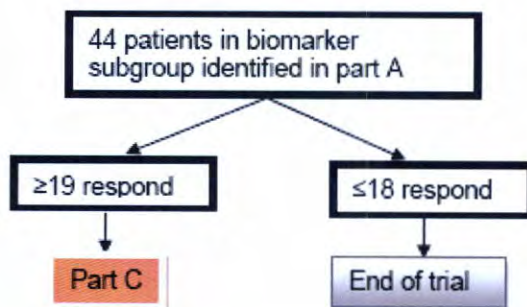 44 patients in biomarker
subgroup identified in part A
≥19 respond
≤18 respond
Part C
End of trial